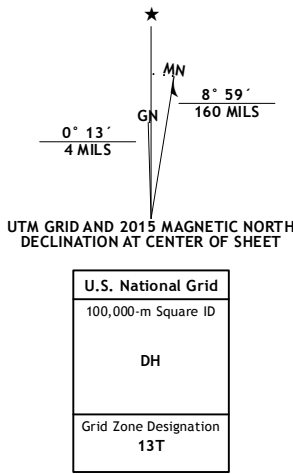 ★
MN
GN
8° 59´
160 MILS
0° 13´
4 MILS
UTM GRID AND 2015 MAGNETIC NORTH
DECLINATION AT CENTER OF SHEET
U.S. National Grid
100,000-m Square ID
DH
Grid Zone Designation
13T